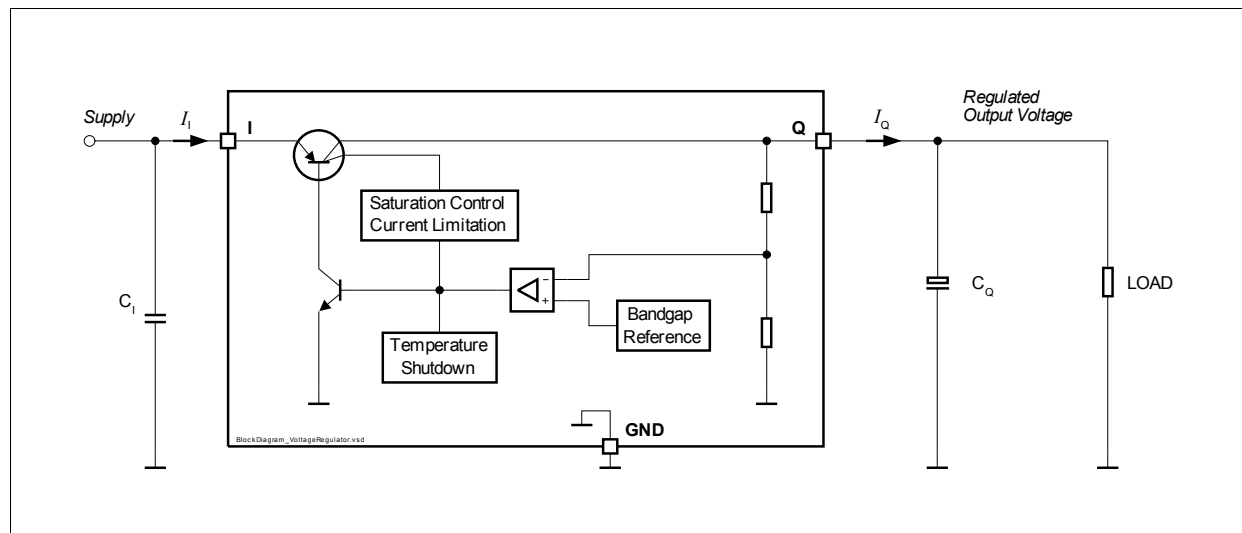 Supply
I_I
I
Q
I_Q
Regulated
Output Voltage
Saturation Control
Current Limitation
C_I
-
+
Bandgap
Reference
Temperature
Shutdown
C_Q
LOAD
GND
BlockDiagram_VoltageRegulator.vsd